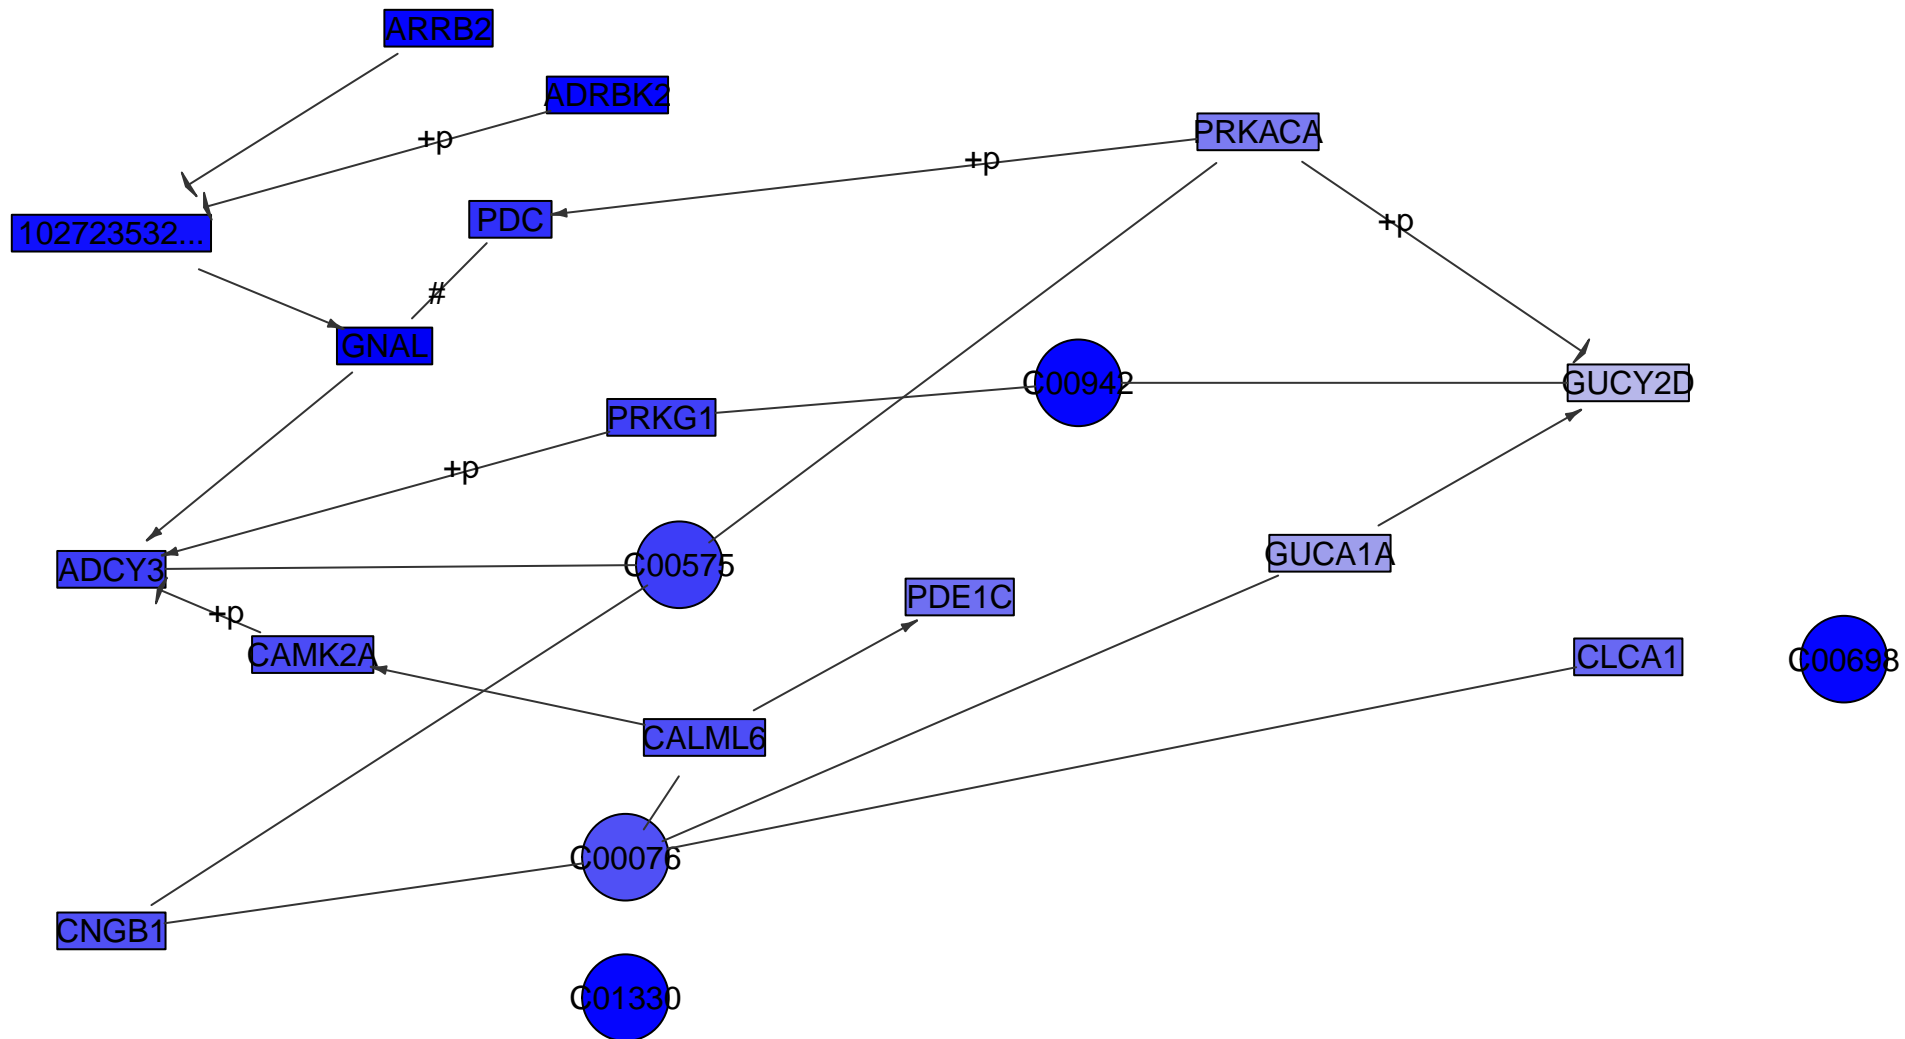 ARRB2
ADRBK2
+p
PRKACA
+p
102723532...
PDC
+p
#
GNAL
C00942
GUCY2D
PRKG1
+p
ADCY3
C00575
GUCA1A
+p
PDE1C
CAMK2A
CLCA1
C00698
CALML6
C00076
CNGB1
C01330